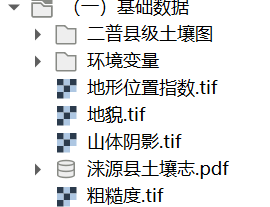 （一）基础数据
二普县级土壤图
环境变量
地形位置指数.tif
地貌.tif
山体阴影.tif
涞源县土壤志.pdf
粗糙度.tif